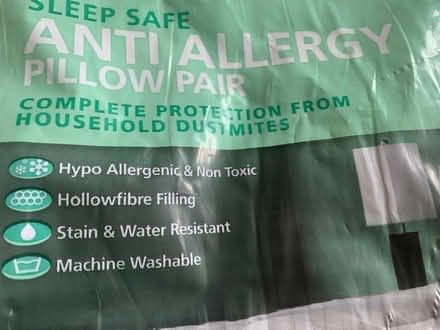 SLEEP SAFE
ANTI ALLERGY
PILLOW PAIR
COMPLETE PROTECTION FROM
HOUSEHOLD DUSTMITES
Hypo Allergenic & Non Toxic
Hollowfibre Filling
Stain & Water Resistant
Machine Washable